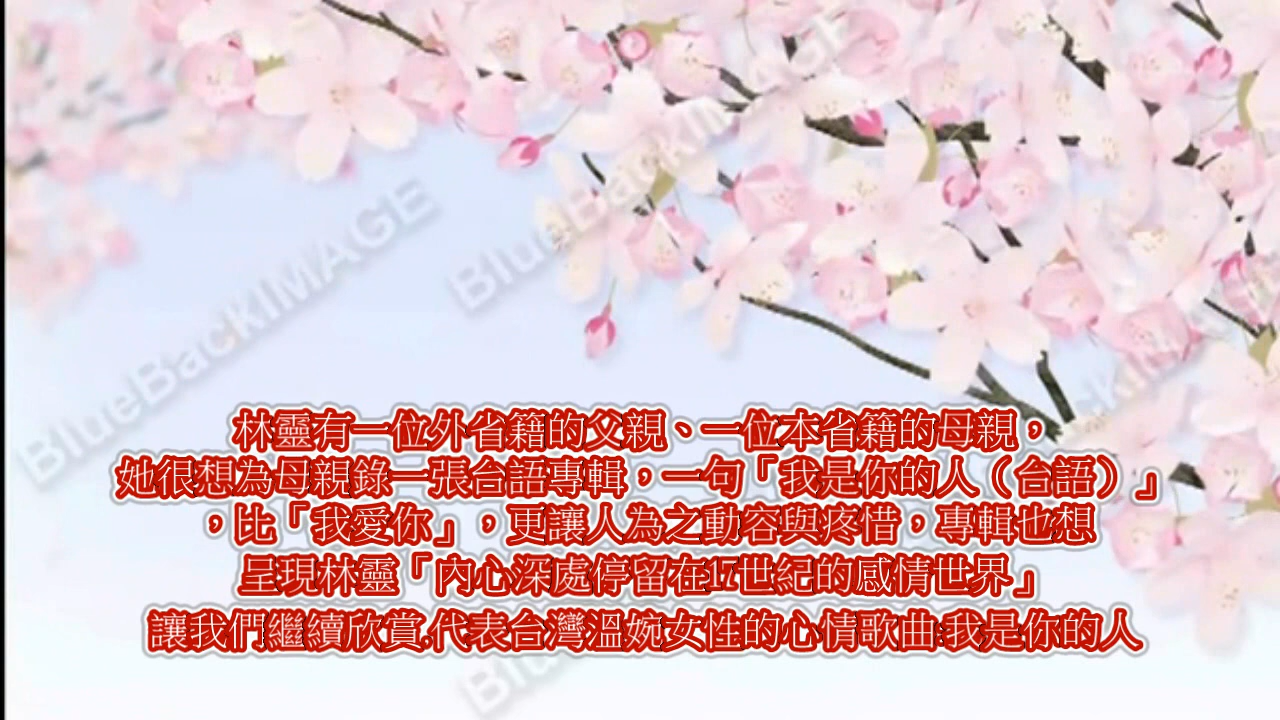 BlueBackIMAGE
BlueBackIMAGE
林靈有一位外省籍的父親、一位本省籍的母親，
她很想為母親錄一張台語專輯，一句「我是你的人（台語）』
，比「我愛你」，更讓人為之動容與疼惜，專輯也想
呈現林靈「內心深處停留在17世紀的感情世界」
讓我們繼續欣賞.代表台灣溫婉女性的心情歌曲:我是你的人